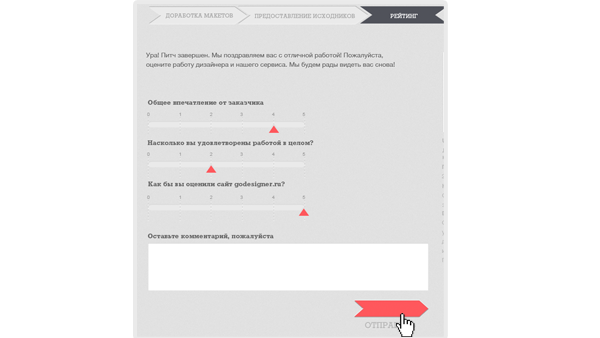 ДОРАБОТКА МАКЕТОВ
ПРЕДОСТАВЛЕНИЕ ИСХОДНИКОВ
РЕЙТИНГ
Ура! Питч завершен. Мы поздравляем вас с отличной работой! Пожалуйста,
оцените работу дизайнера и нашего сервиса. Мы будем рады видеть вас снова!
Общее впечатление от заказчика
0 1 2 3 4 5
Насколько вы удовлетворены работой в целом?
0 1 2 3 4 5
Как бы вы оценили сайт godesigner.ru?
0 1 2 3 4 5
Оставьте комментарий, пожалуйста